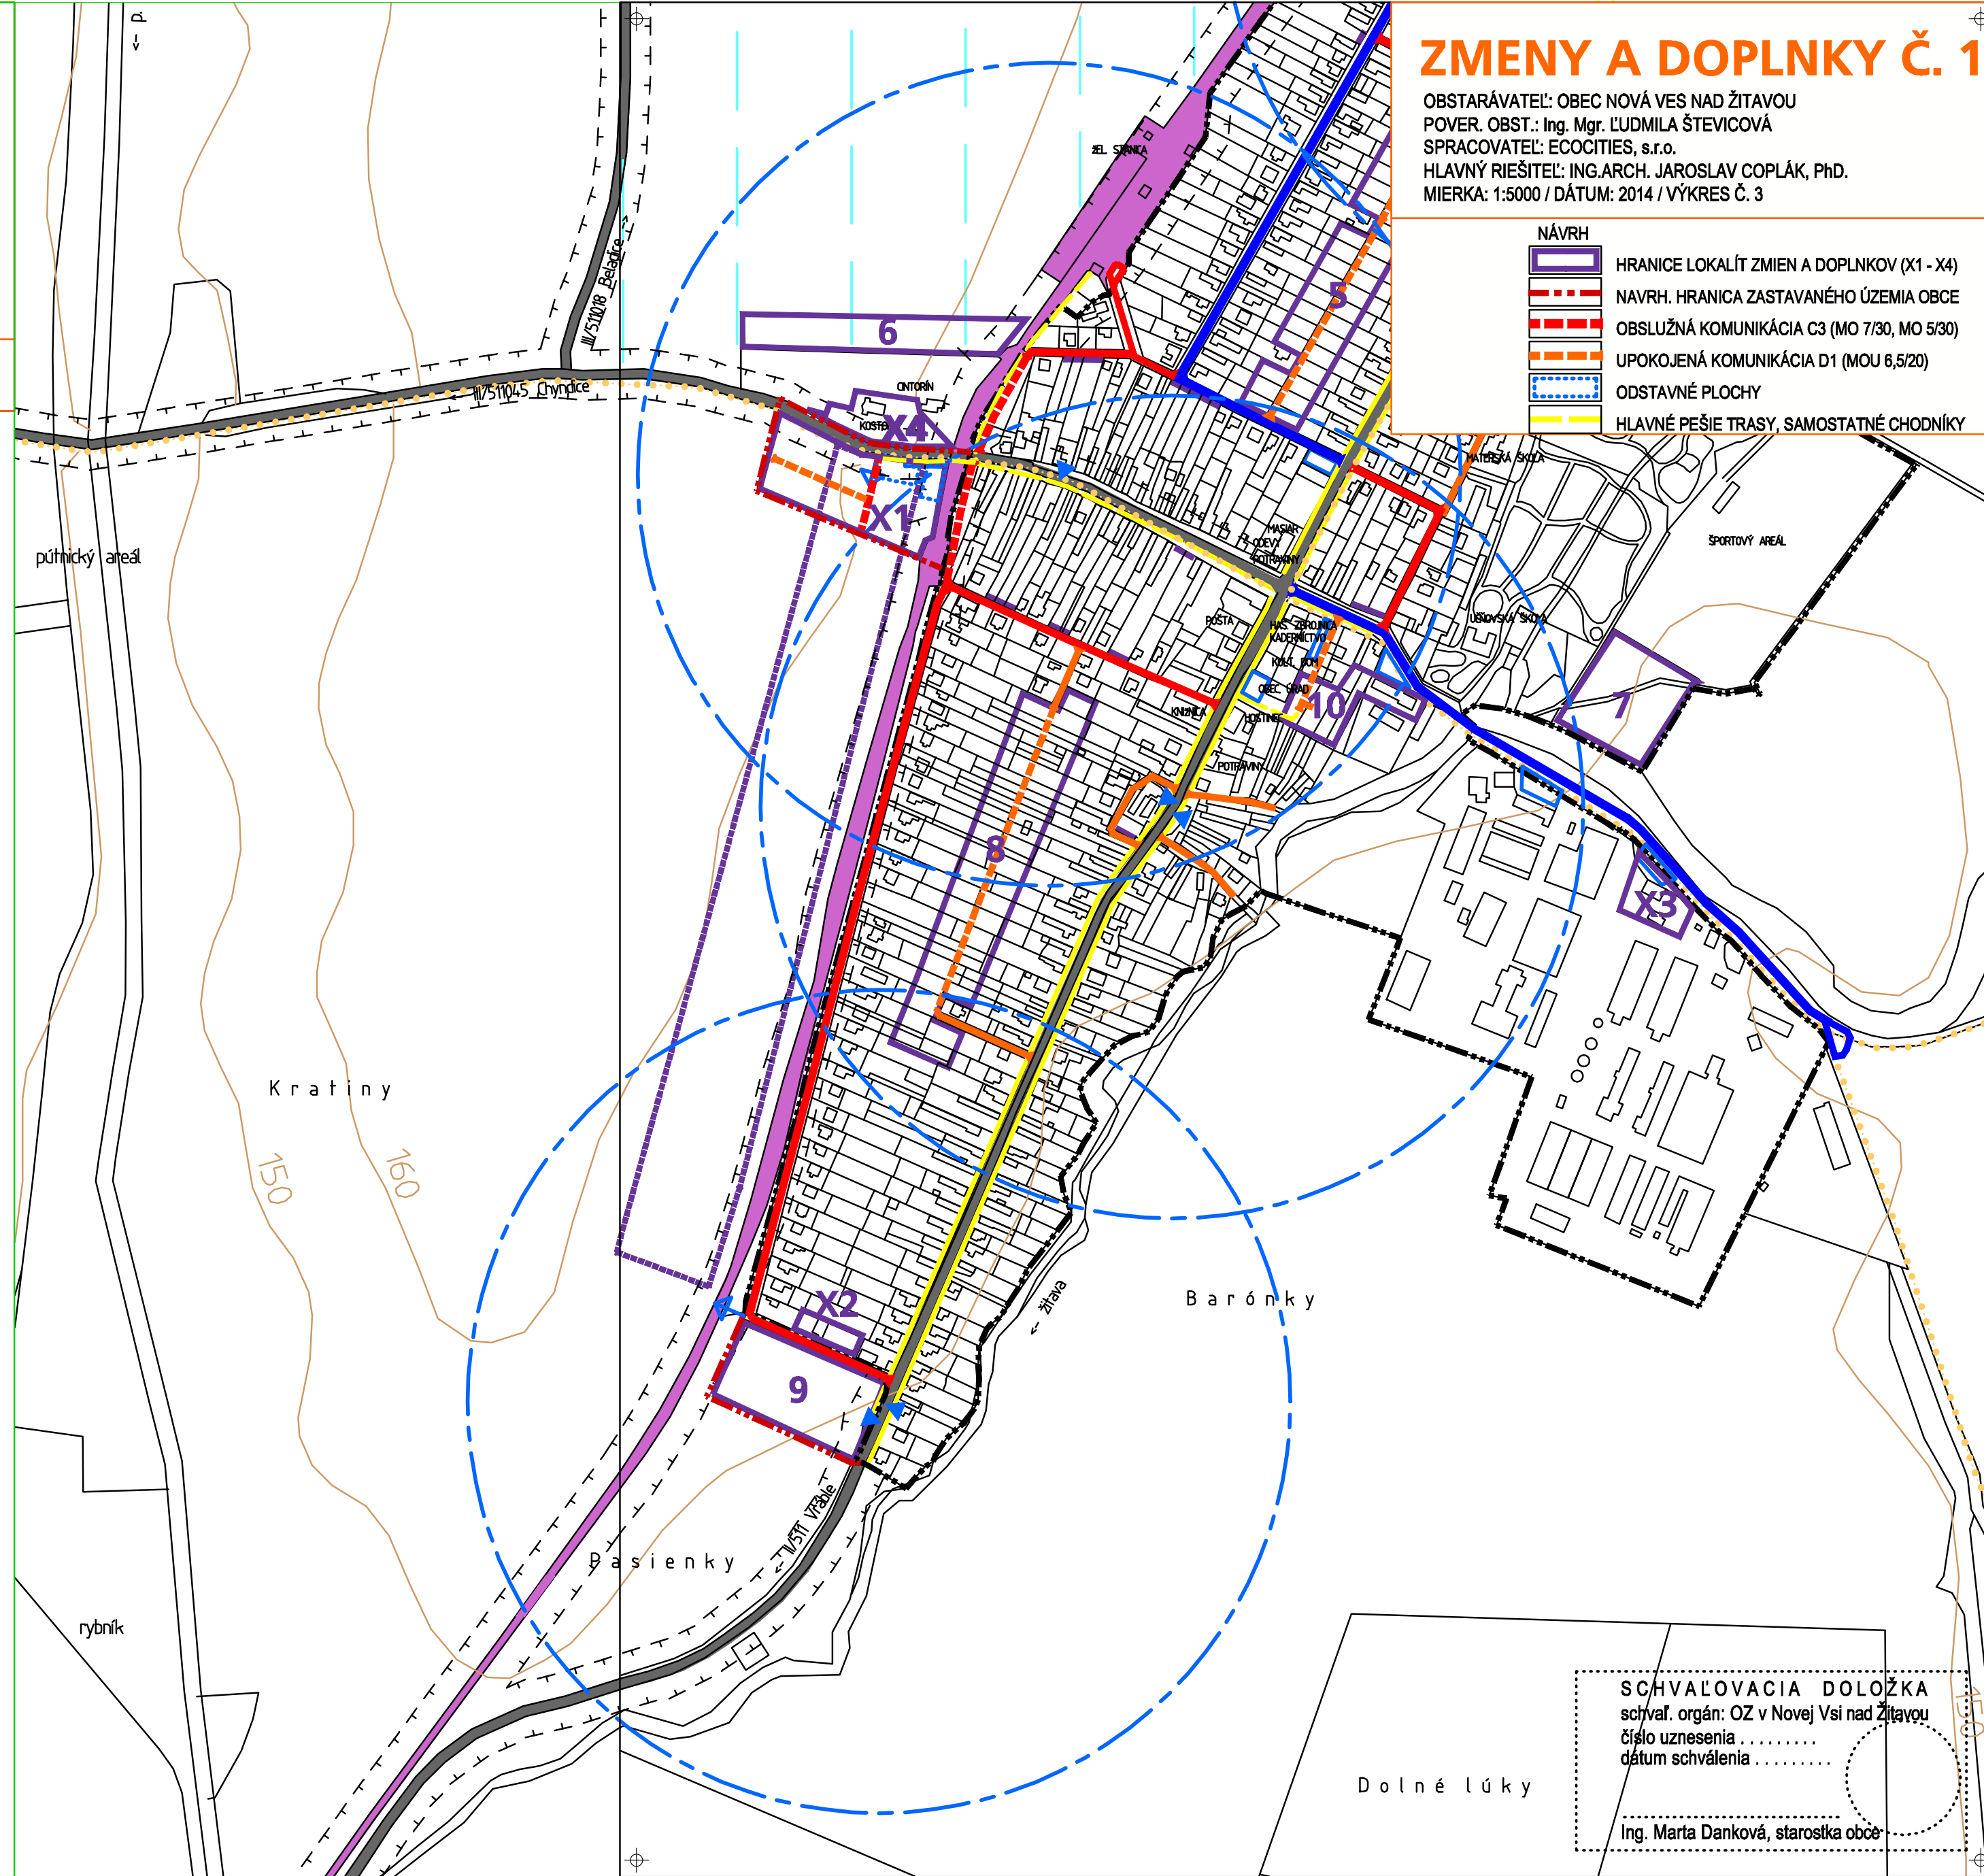 ZMENY A DOPLNKY Č. 1
OBSTARÁVATEĽ: OBEC NOVÁ VES NAD ŽITAVOU
POVER. OBST.: Ing. Mgr. ĽUDMILA ŠTEVICOVÁ
SPRACOVATEĽ: ECOCITIES, s.r.o.
HLAVNÝ RIEŠITEĽ: ING.ARCH. JAROSLAV COPLÁK, PhD.
MIERKA: 1:5000 / DÁTUM: 2014 / VÝKRES Č. 3
NÁVRH
HRANICE LOKALÍT ZMIEN A DOPLNKOV (X1 - X4)
NAVRH. HRANICA ZASTAVANÉHO ÚZEMIA OBCE
OBSLUŽNÁ KOMUNIKÁCIA C3 (MO 7/30, MO 5/30)
UPOKOJENÁ KOMUNIKÁCIA D1 (MOU 6,5/20)
ODSTAVNÉ PLOCHY
HLAVNÉ PEŠIE TRASY, SAMOSTATNÉ CHODNÍKY
<- p.
ŽEL. STANICA
III/511018 Beladice ->
5
6
CINTORÍN
<- III/511045 Chyndice
KOSTOL
X4
X1
MATERSKÁ ŠKOLA
MASIAR
ODEVY
POTRAVINY
ŠPORTOVÝ AREÁL
pútnický areál
POŠTA
HAS. ZBROJNICA
KADERNÍCTVO
KULT. DOM
OBEC. ÚRAD
10
KNIŽNICA
HOSTINEC
7
POTRAVINY
8
X3
Kratiny
150
160
Barónky
<- Žitava
X2
9
<- II/511 Vráble
Pasienky
rybník
Dolné lúky
150
SCHVAĽOVACIA DOLOŽKA
schvaľ. orgán: OZ v Novej Vsi nad Žitavou
číslo uznesenia . . . . . . . . .
dátum schválenia . . . . . . . . .
Ing. Marta Danková, starostka obce